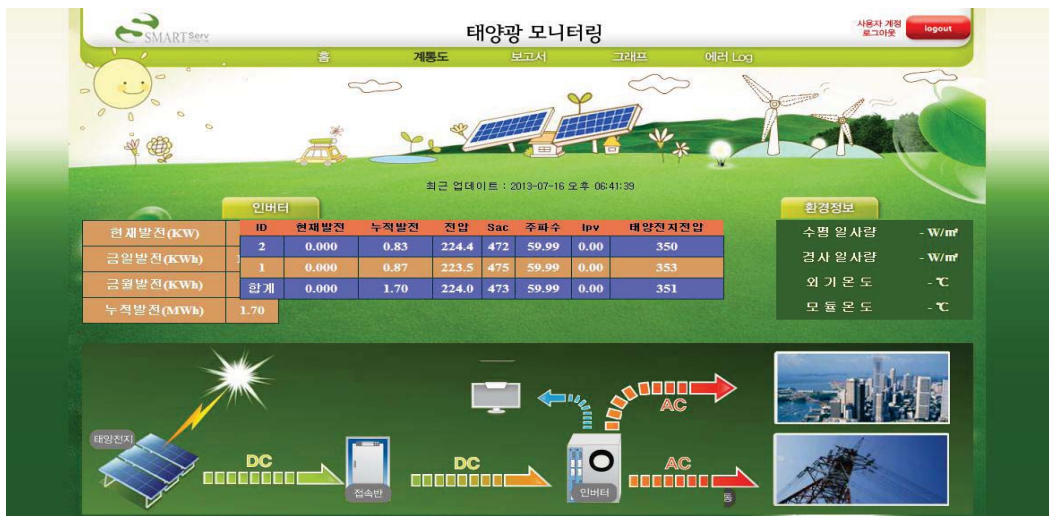 SMARTServ
태양광 모니터링
사용자 계정
로그아웃
logout
홈 계통도 보고서 그래프 에러 Log
최근 업데이트 : 2013-07-16 오후 06:41:39
인버터
환경정보
현재발전(KW)
금일발전(KWh)
금월발전(KWh)
누적발전(MWh) 1.70
ID 현재발전 누적발전 전압 Sac 주파수 Ipv 태양전지전압
2 0.000 0.83 224.4 472 59.99 0.00 350
1 0.000 0.87 223.5 475 59.99 0.00 353
합계 0.000 1.70 224.0 473 59.99 0.00 351
수평 일사량 - W/㎡
경사 일사량 - W/㎡
외기온도 - ℃
모듈온도 - ℃
태양전지
DC
접속반
DC
인버터
AC
AC